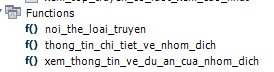 Functions
f() noi_the_loai_truyen
f() thong_tin_chi_tiet_ve_nhom_dich
f() xem_thong_tin_ve_du_an_cua_nhom_dich